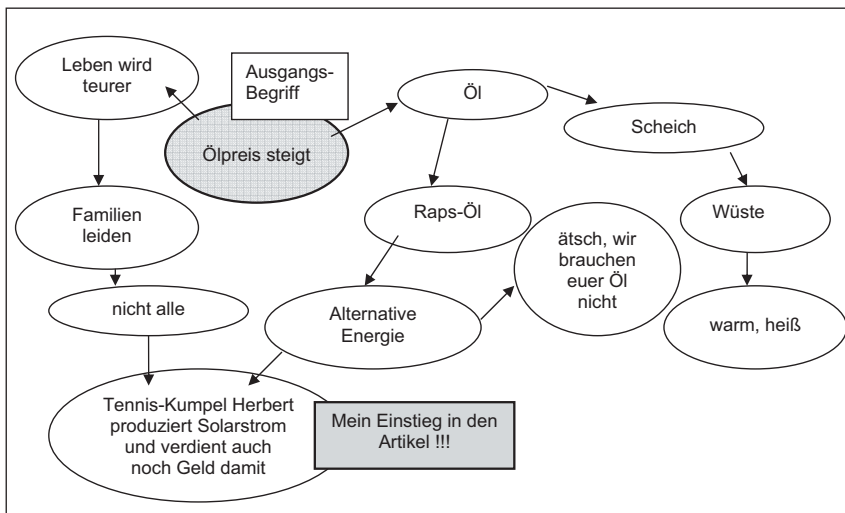 Leben wird
teurer
Ausgangs-
Begriff
Öl
Scheich
Ölpreis steigt
Familien
leiden
Raps-Öl
ätsch, wir
brauchen
euer Öl
nicht
Wüste
nicht alle
Alternative
Energie
warm, heiß
Tennis-Kumpel Herbert
produziert Solarstrom
und verdient auch
noch Geld damit
Mein Einstieg in den
Artikel !!!